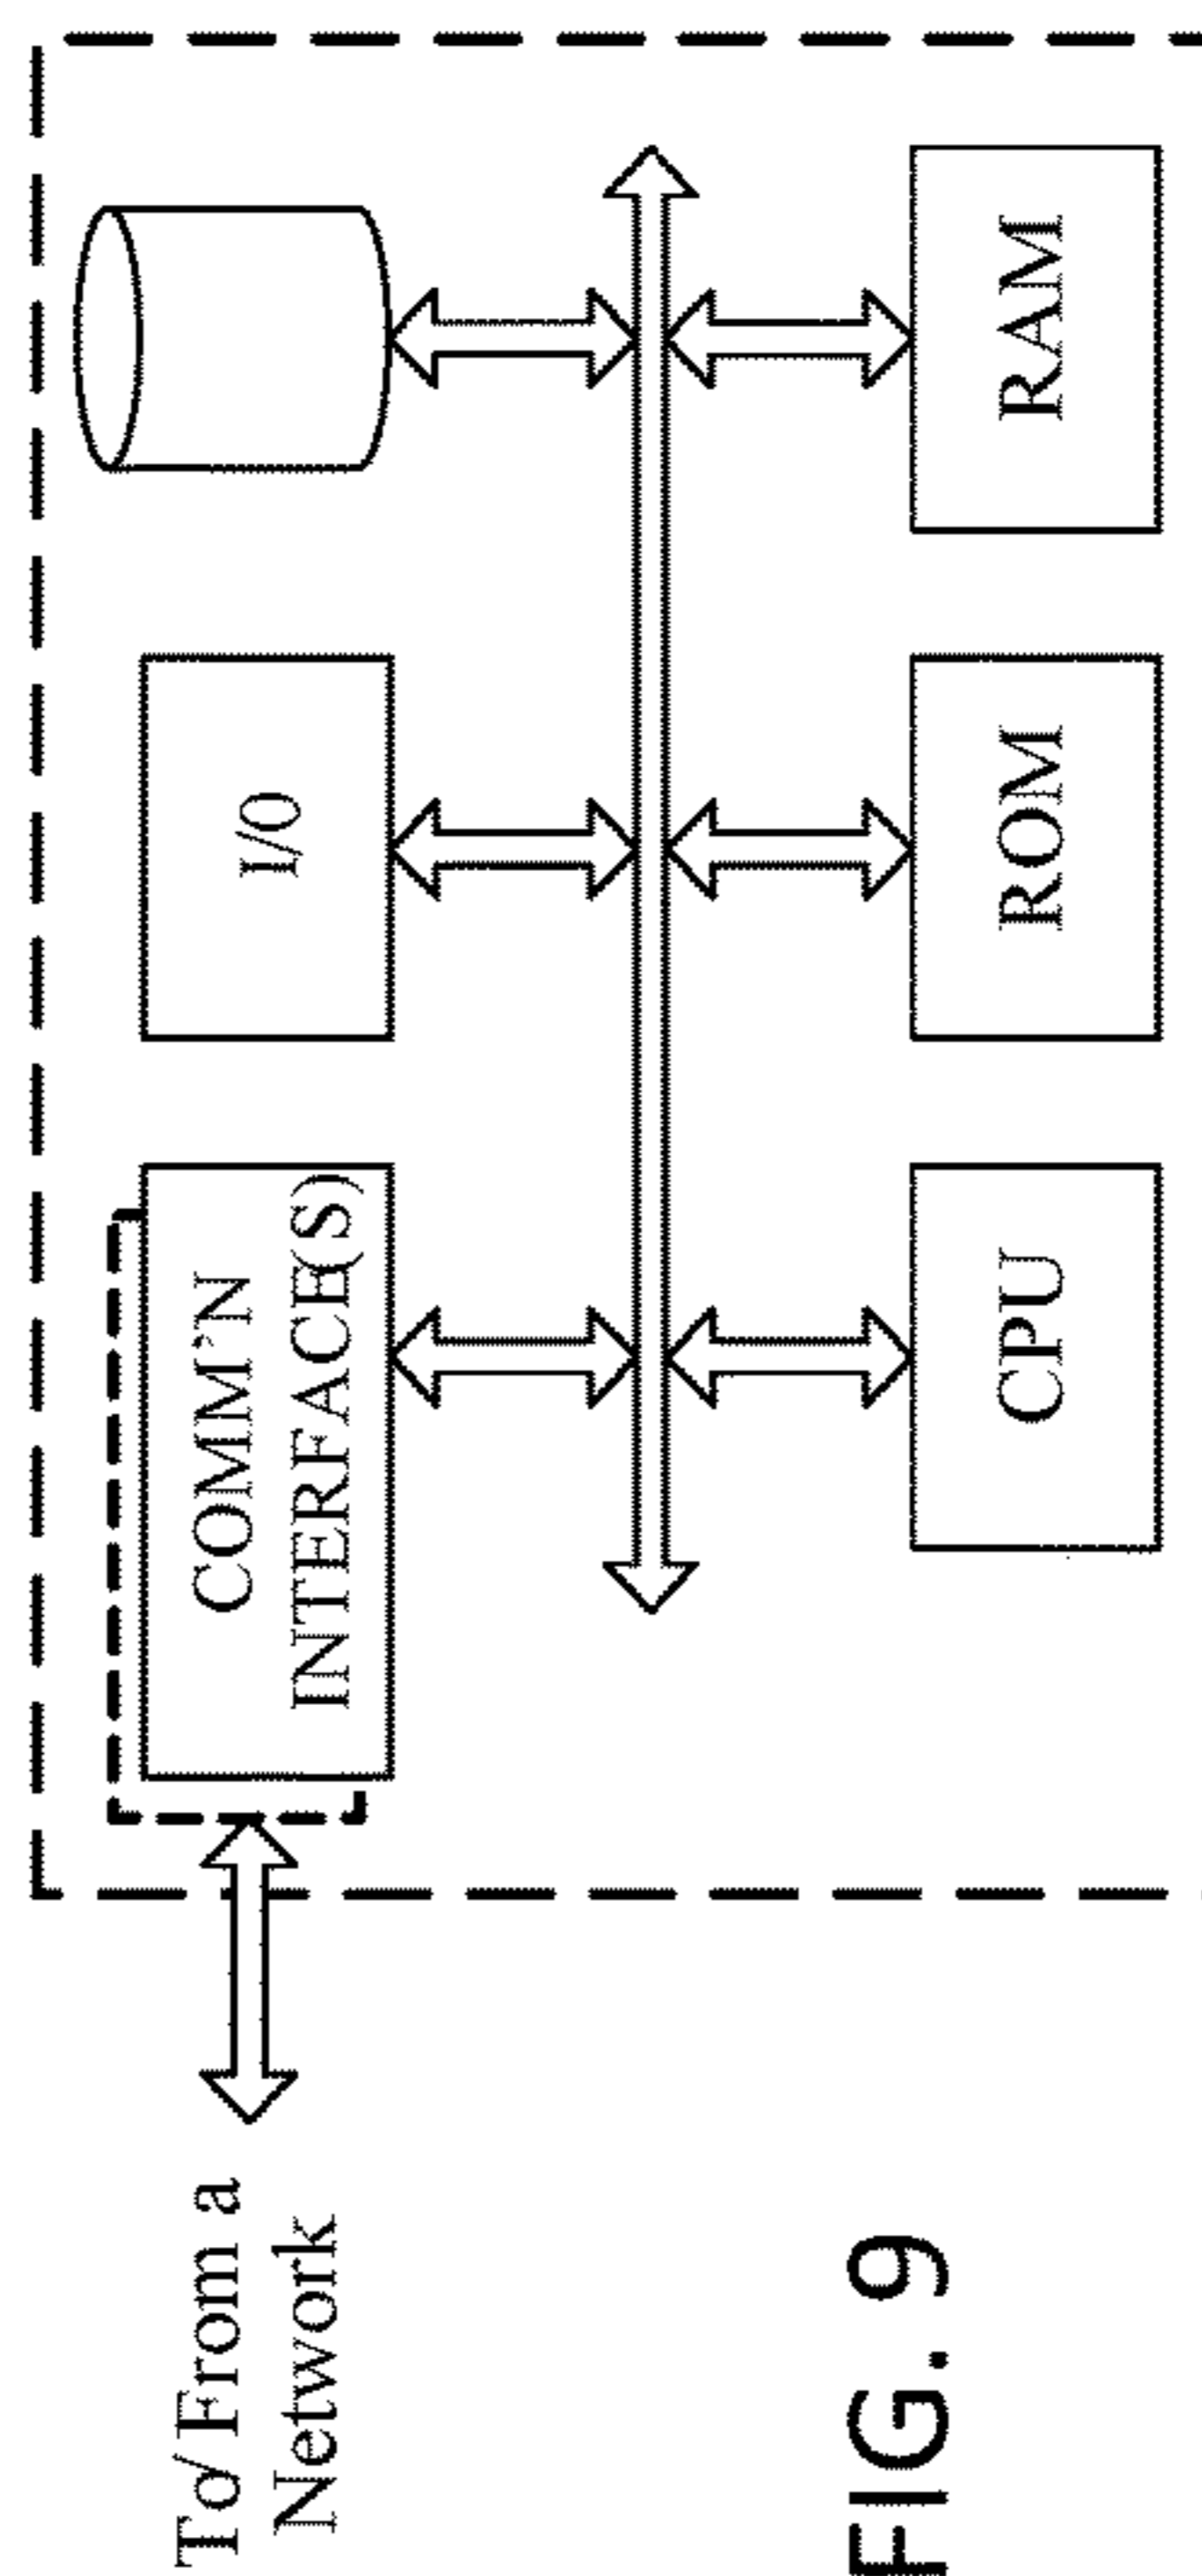 To/From a
Network
COMM'N
INTERFACE(S)
I/O
CPU
ROM
RAM
FIG. 9